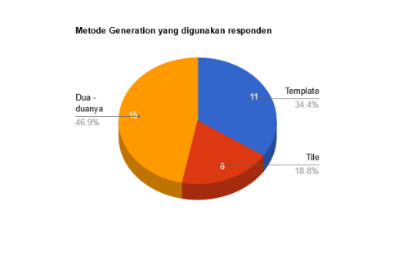 Metode Generation yang digunakan responden
Template
34.4%
11
Dua -
duanya
46.9%
15
6
Tile
18.8%